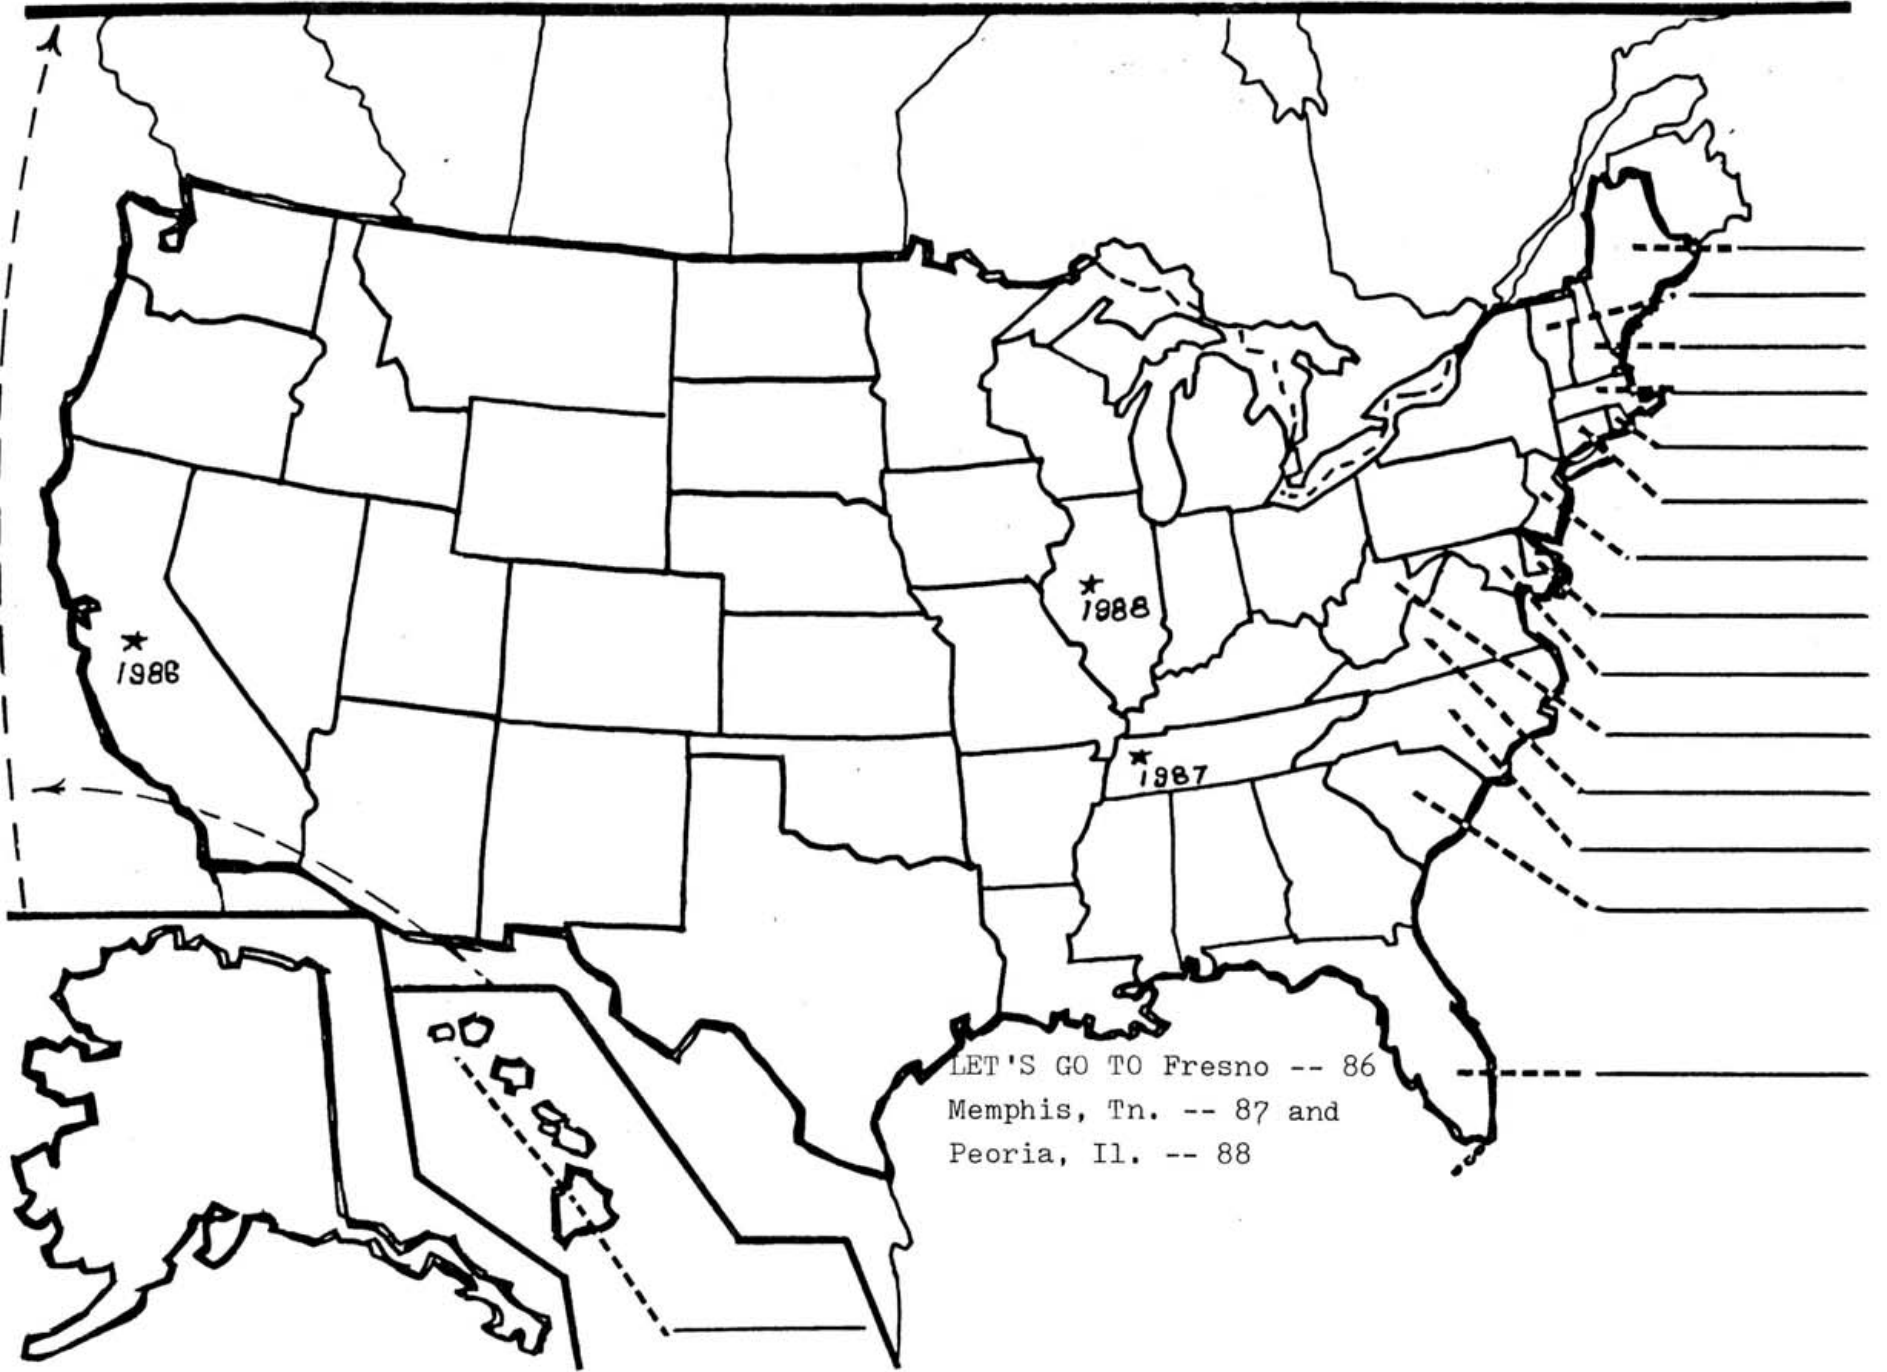 1988
1986
1987
LET'S GO TO Fresno -- 86
Memphis, Tn. -- 87 and
Peoria, Il. -- 88